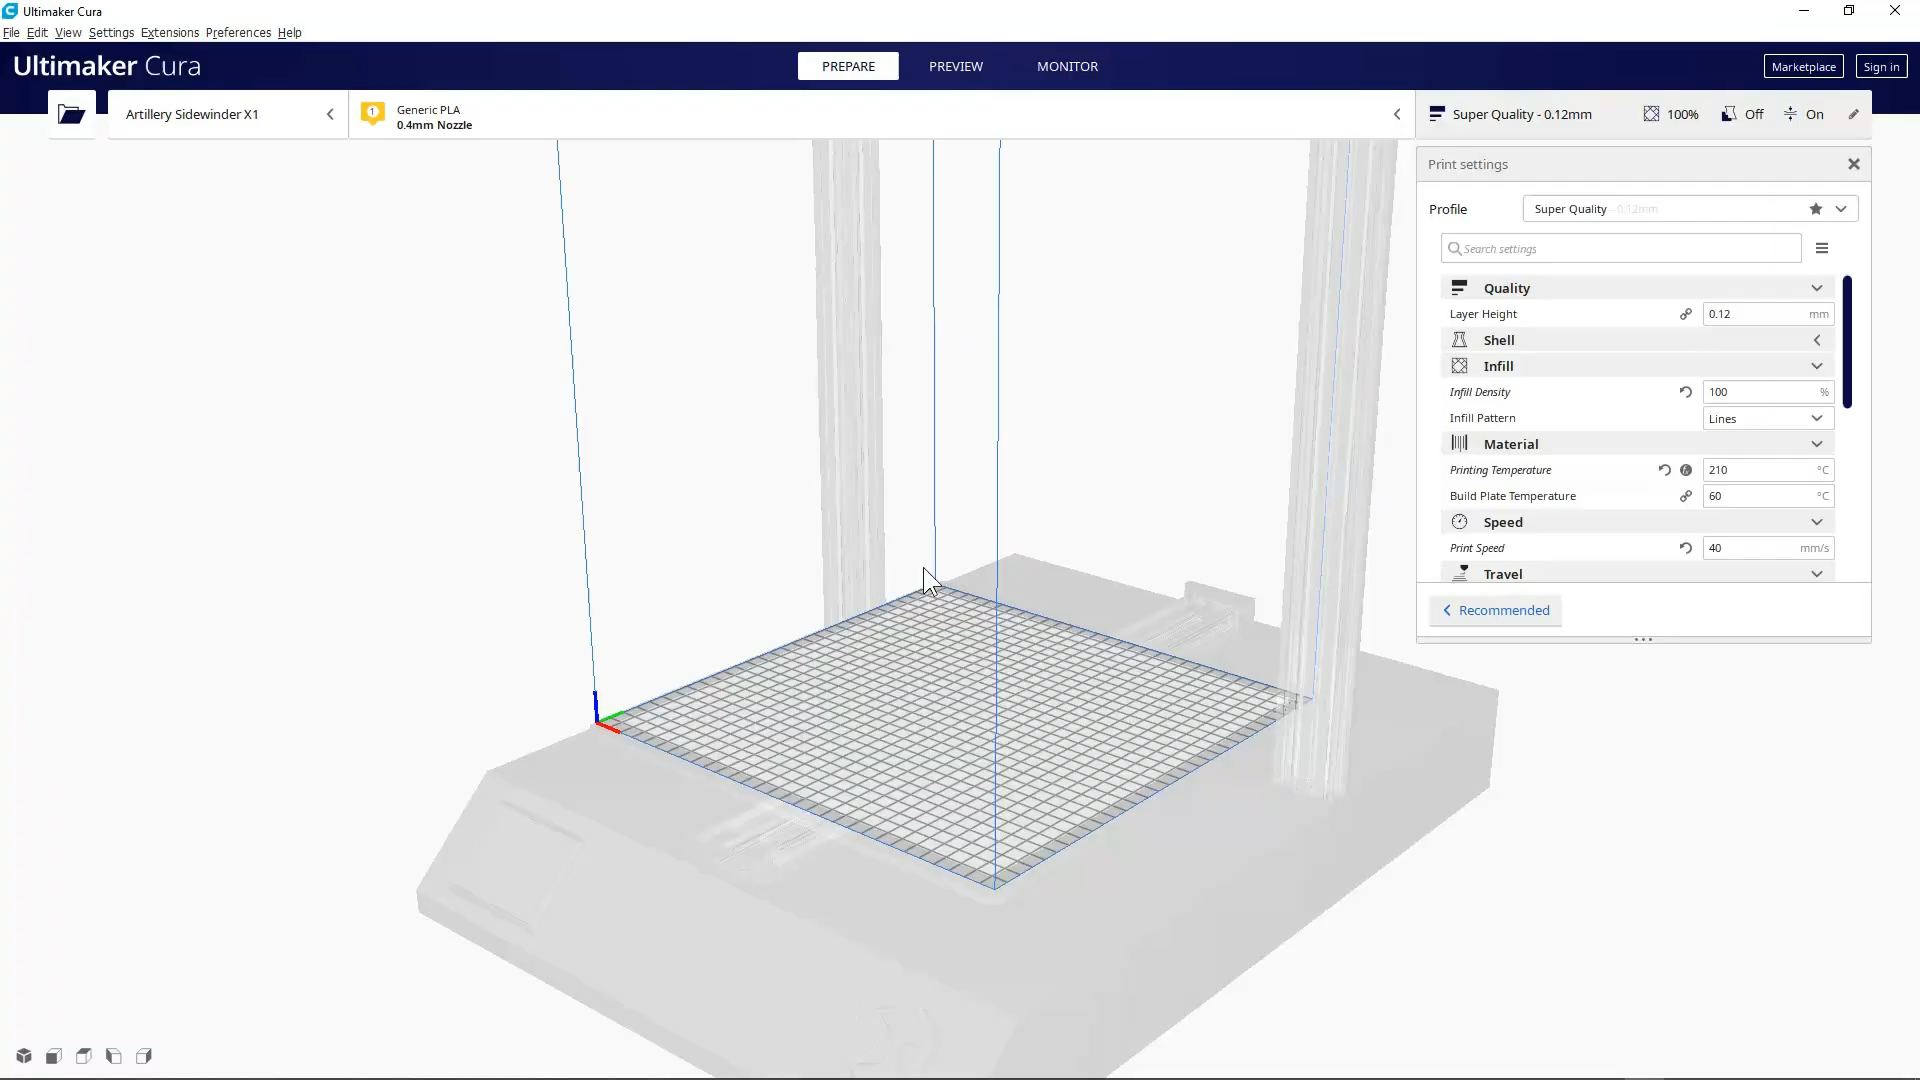 Ultimaker Cura
File Edit View Settings Extensions Preferences Help
Ultimaker Cura
PREPARE PREVIEW MONITOR
Marketplace Sign in
Artillery Sidewinder X1
1
Generic PLA
0.4mm Nozzle
Super Quality - 0.12mm 100% Off On
Print settings
Profile Super Quality - 0.12mm
Search settings
Quality
Layer Height 0.12 mm
Shell
Infill
Infill Density 100 %
Infill Pattern Lines
Material
Printing Temperature 210 °C
Build Plate Temperature 60 °C
Speed
Print Speed 40 mm/s
Travel
Recommended